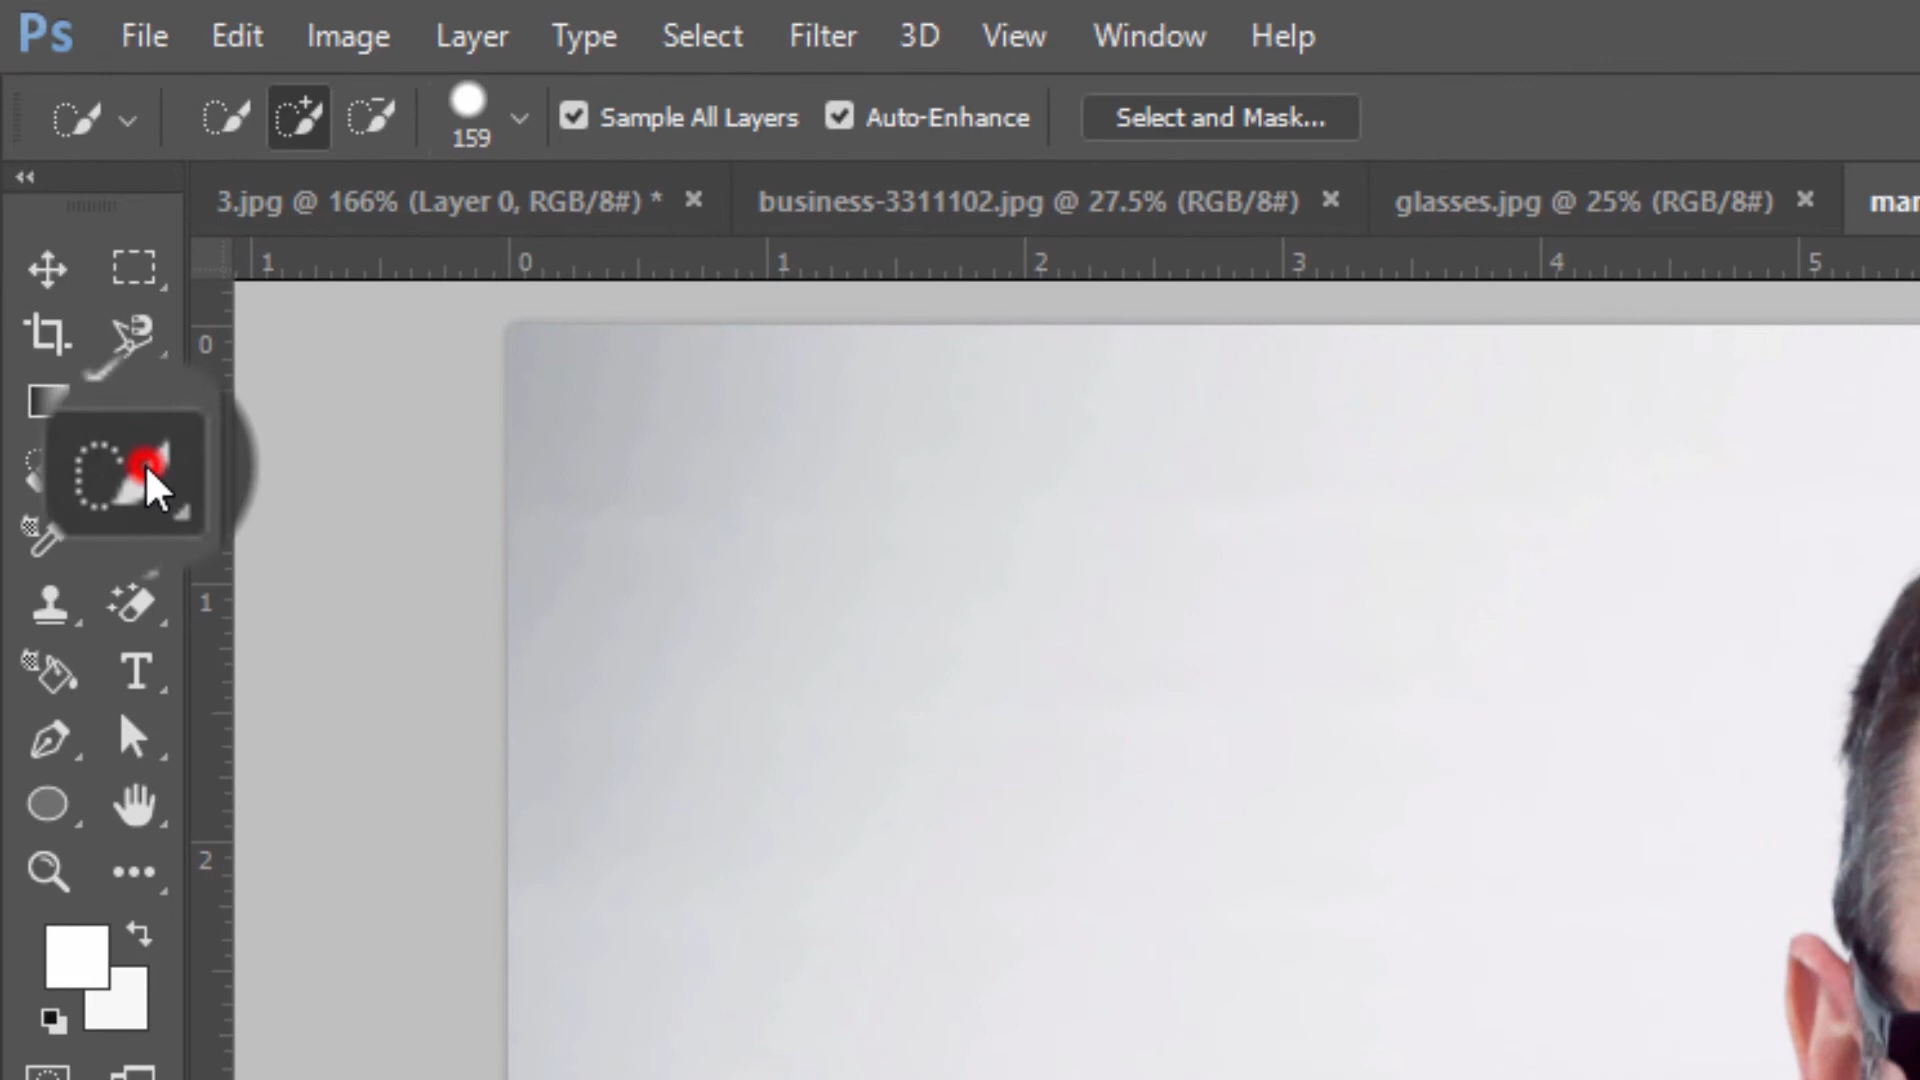 Ps File Edit Image Layer Type Select Filter 3D View Window Help
159 Sample All Layers Auto-Enhance Select and Mask...
3.jpg @ 166% (Layer 0, RGB/8#) * × business-3311102.jpg @ 27.5% (RGB/8#) × glasses.jpg @ 25% (RGB/8#) ×
1 0 1 2 3 4 5
0
1
T
2